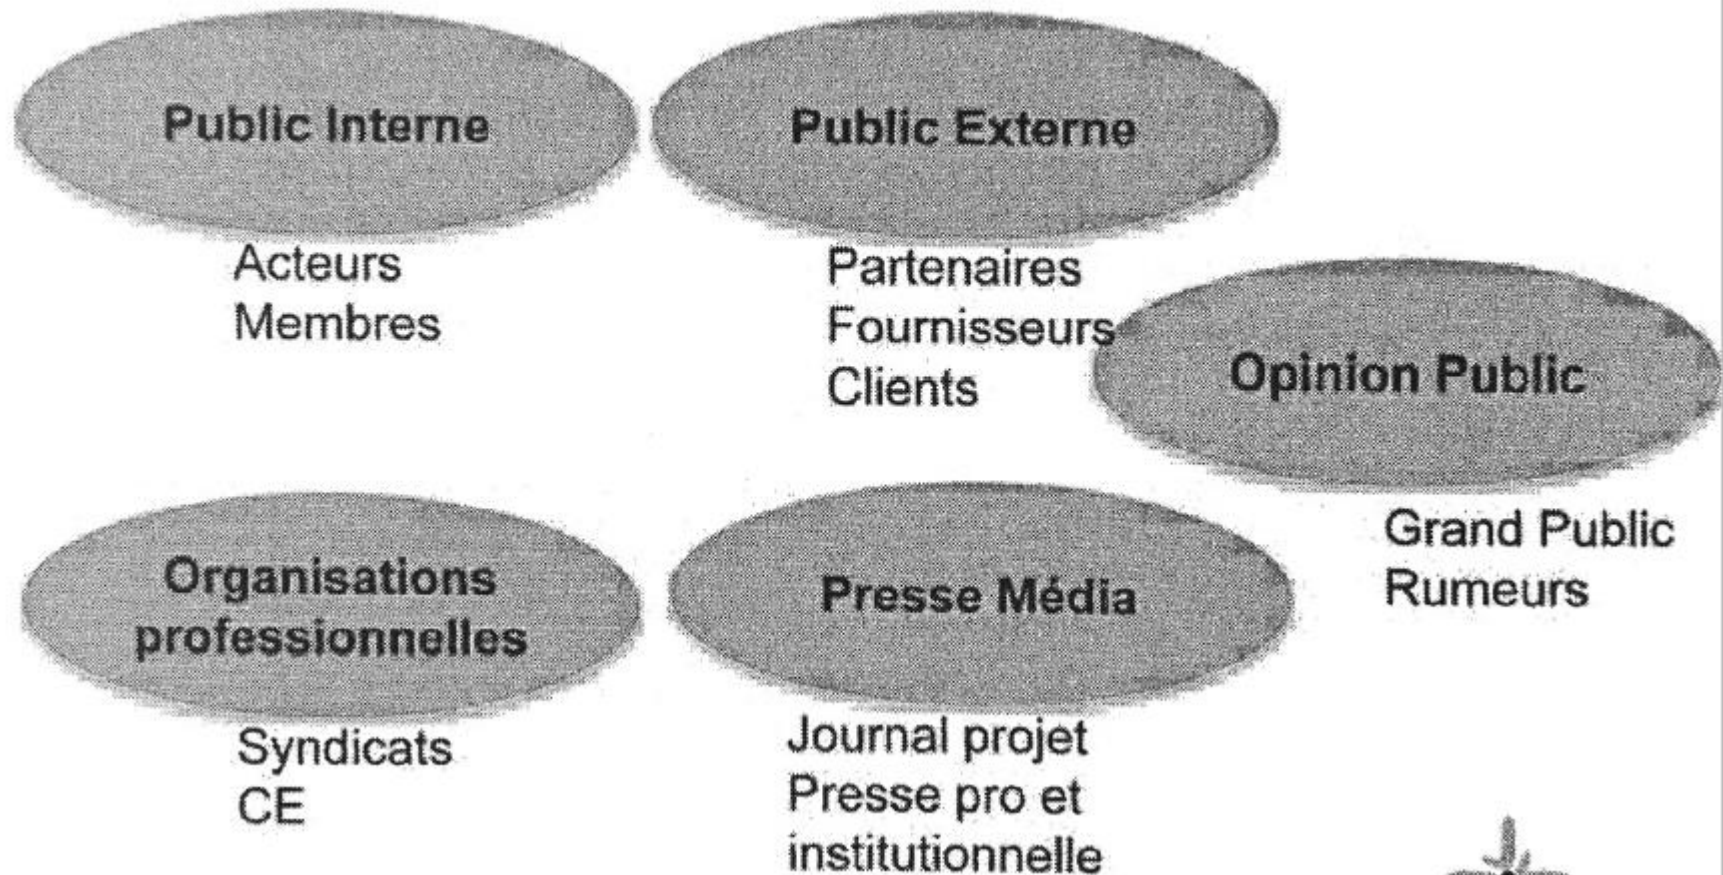 Public Interne
Acteurs
Membres
Public Externe
Partenaires
Fournisseurs
Clients
Opinion Public
Grand Public
Rumeurs
Organisations
professionnelles
Syndicats
CE
Presse Média
Journal projet
Presse pro et
institutionnelle